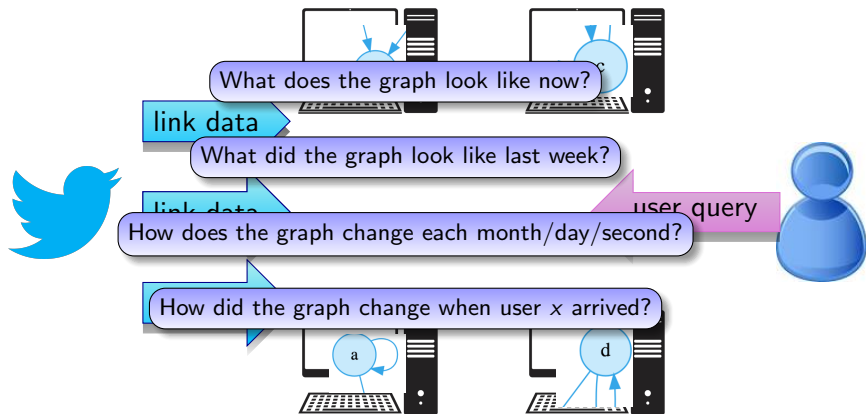 c
What does the graph look like now?
link data
What did the graph look like last week?
link data
user query
How does the graph change each month/day/second?
How did the graph change when user x arrived?
a
d